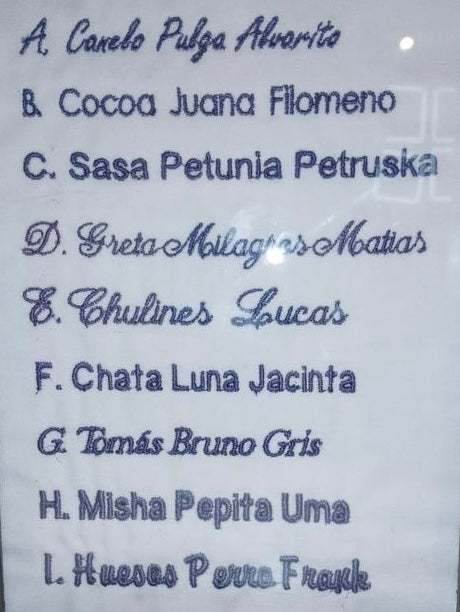 A. Canelo Pulga Alvarito
B. Cocoa Juana Filomeno
C. Sasa Petunia Petruska
D. Greta Milagros Matias
E. Chulines Lucas
F. Chata Luna Jacinta
G. Tomás Bruno Gris
H. Misha Pepita Uma
I. Huesos Perro Frank